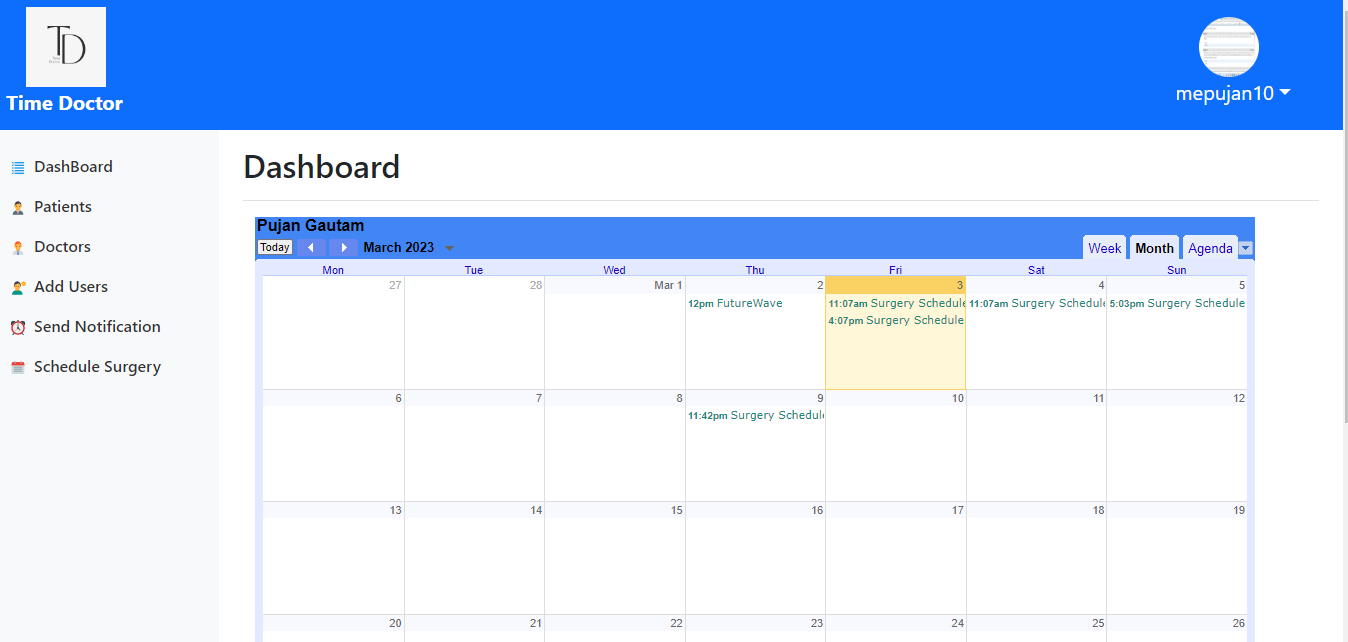 TD
Time Doctor
mepujan10
DashBoard
Patients
Doctors
Add Users
Send Notification
Schedule Surgery
Dashboard
Pujan Gautam
Today
March 2023
Week Month Agenda
Mon Tue Wed Thu Fri Sat Sun
27 28 Mar 1 2 3 4 5
12pm FutureWave 11:07am Surgery Schedule 11:07am Surgery Schedul 5:03pm Surgery Schedule
4:07pm Surgery Schedule
6 7 8 9 10 11 12
11:42pm Surgery Schedul
13 14 15 16 17 18 19
20 21 22 23 24 25 26